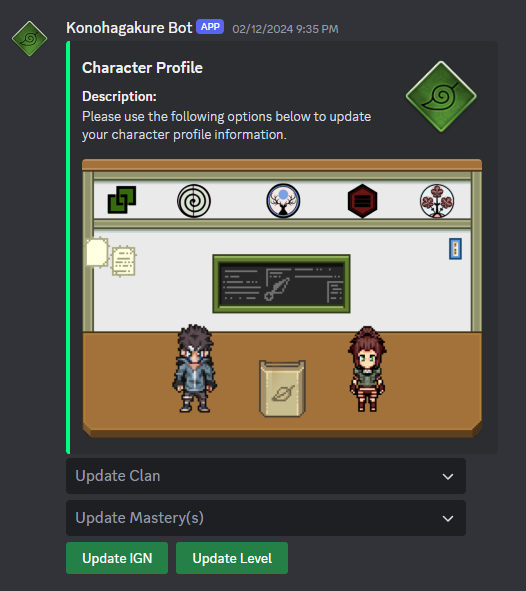 Konohagakure Bot APP 02/12/2024 9:35 PM
Character Profile
Description:
Please use the following options below to update
your character profile information.
Update Clan
Update Mastery(s)
Update IGN Update Level